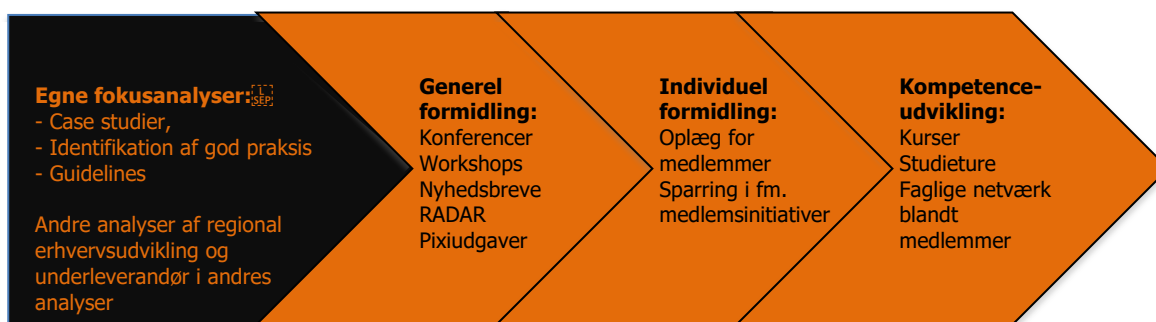 Egne fokusanalyser:
- Case studier,
- Identifikation af god praksis
- Guidelines
Andre analyser af regional
erhvervsudvikling og
underleverandør i andres
analyser
Generel
formidling:
Konferencer
Workshops
Nyhedsbreve
RADAR
Pixiudgaver
Individuel
formidling:
Oplæg for
medlemmer
Sparring i fm.
medlemsinitiativer
Kompetence-
udvikling:
Kurser
Studieture
Faglige netværk
blandt
medlemmer